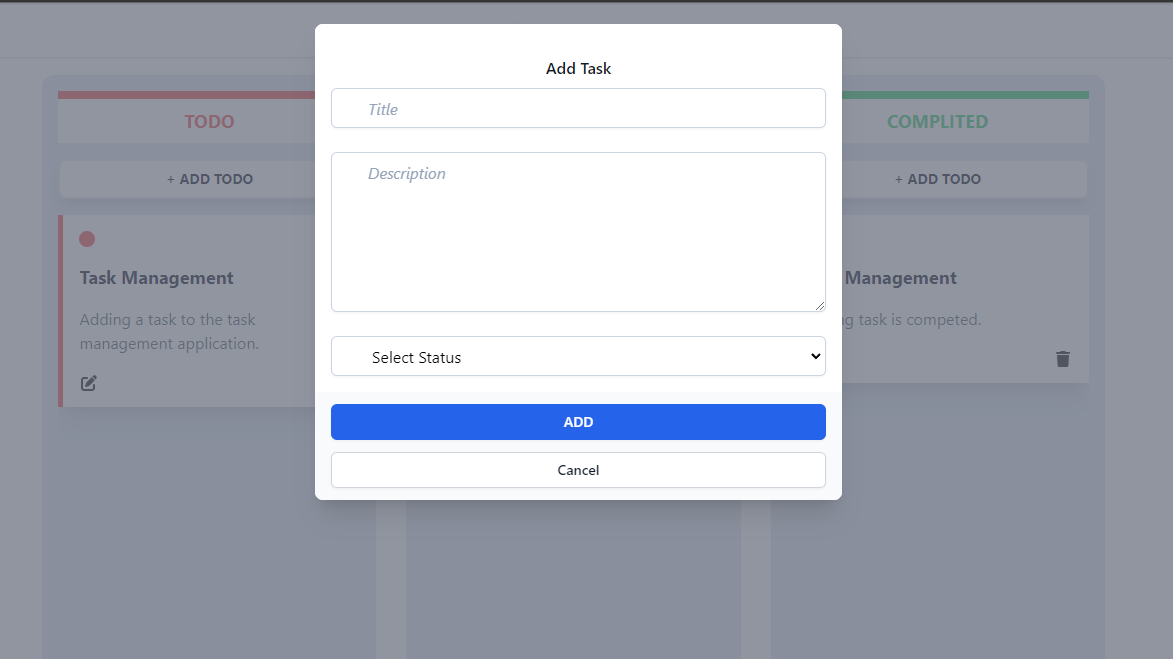 Add Task
Title
Description
Select Status
ADD
Cancel
TODO
+ ADD TODO
Task Management
Adding a task to the task
management application.
COMPLITED
+ ADD TODO
Management
task is competed.